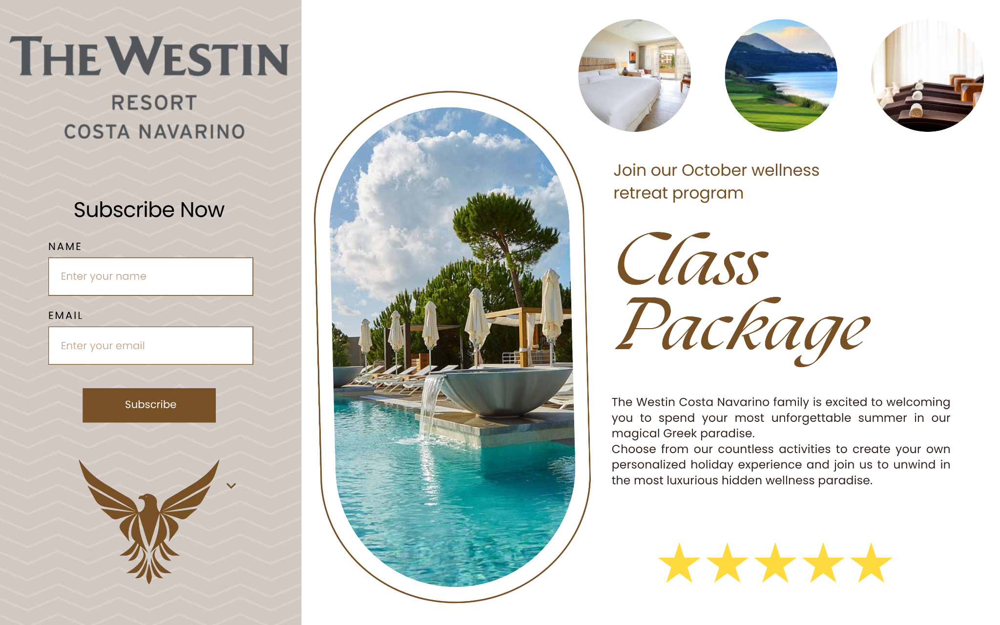 THE WESTIN
RESORT
COSTA NAVARINO
Subscribe Now
NAME
Enter your name
EMAIL
Enter your email
Subscribe
Join our October wellness
retreat program
Class
Package
The Westin Costa Navarino family is excited to welcoming
you to spend your most unforgettable summer in our
magical Greek paradise.
Choose from our countless activities to create your own
personalized holiday experience and join us to unwind in
the most luxurious hidden wellness paradise.